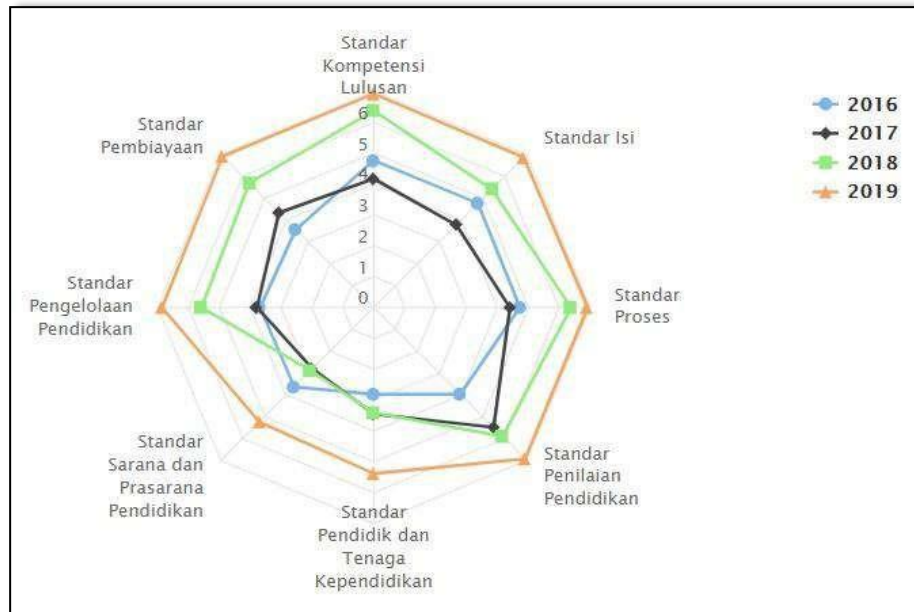 Standar
Kompetensi
Lulusan
Standar Isi
Standar
Proses
Standar
Penilaian
Pendidikan
Standar
Pendidik dan
Tenaga
Kependidikan
Standar
Sarana dan
Prasarana
Pendidikan
Standar
Pengelolaan
Pendidikan
Standar
Pembiayaan
6
5
4
3
2
1
0
2016
2017
2018
2019